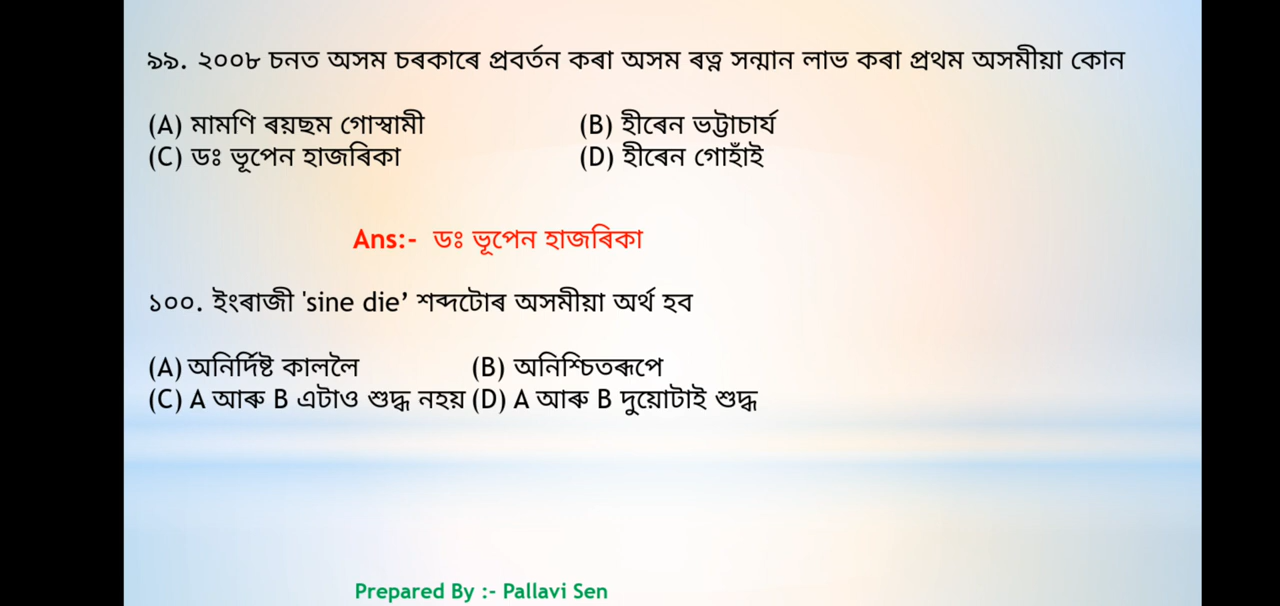 ৯৯. ২০০৮ চনত অসম চৰকাৰে প্ৰবৰ্তন কৰা অসম ৰত্ন সন্মান লাভ কৰা প্ৰথম অসমীয়া কোন
(A) মামণি ৰয়ছম গোস্বামী (B) হীৰেন ভট্টাচাৰ্য
(C) ডঃ ভূপেন হাজৰিকা (D) হীৰেন গোহাঁই
Ans:- ডঃ ভূপেন হাজৰিকা
১০০. ইংৰাজী 'sine die’ শব্দটোৰ অসমীয়া অৰ্থ হব
(A) অনিৰ্দিষ্ট কাললৈ (B) অনিশ্চিতৰূপে
(C) A আৰু B এটাও শুদ্ধ নহয় (D) A আৰু B দুয়োটাই শুদ্ধ
Prepared By :- Pallavi Sen